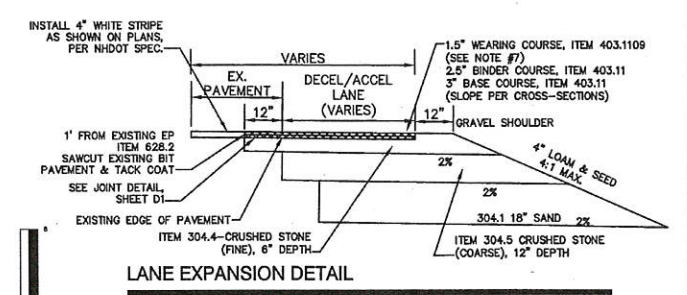 INSTALL 4" WHITE STRIPE
AS SHOWN ON PLANS,
PER NHDOT SPEC.
VARIES
EX.
PAVEMENT
DECEL/ACCEL
LANE
(VARIES)
12"
12"
1.5" WEARING COURSE, ITEM 403.1109
(SEE NOTE #7)
2.5" BINDER COURSE, ITEM 403.11
3" BASE COURSE, ITEM 403.11
(SLOPE PER CROSS-SECTIONS)
GRAVEL SHOULDER
1' FROM EXISTING EP
ITEM 628.2
SAWCUT EXISTING BIT
PAVEMENT & TACK COAT
SEE JOINT DETAIL,
SHEET D1
EXISTING EDGE OF PAVEMENT
ITEM 304.4-CRUSHED STONE
(FINE), 6" DEPTH
2%
2%
4" LOAM & SEED
4:1 MAX.
304.1 18" SAND 2%
ITEM 304.5 CRUSHED STONE
(COARSE), 12" DEPTH
LANE EXPANSION DETAIL